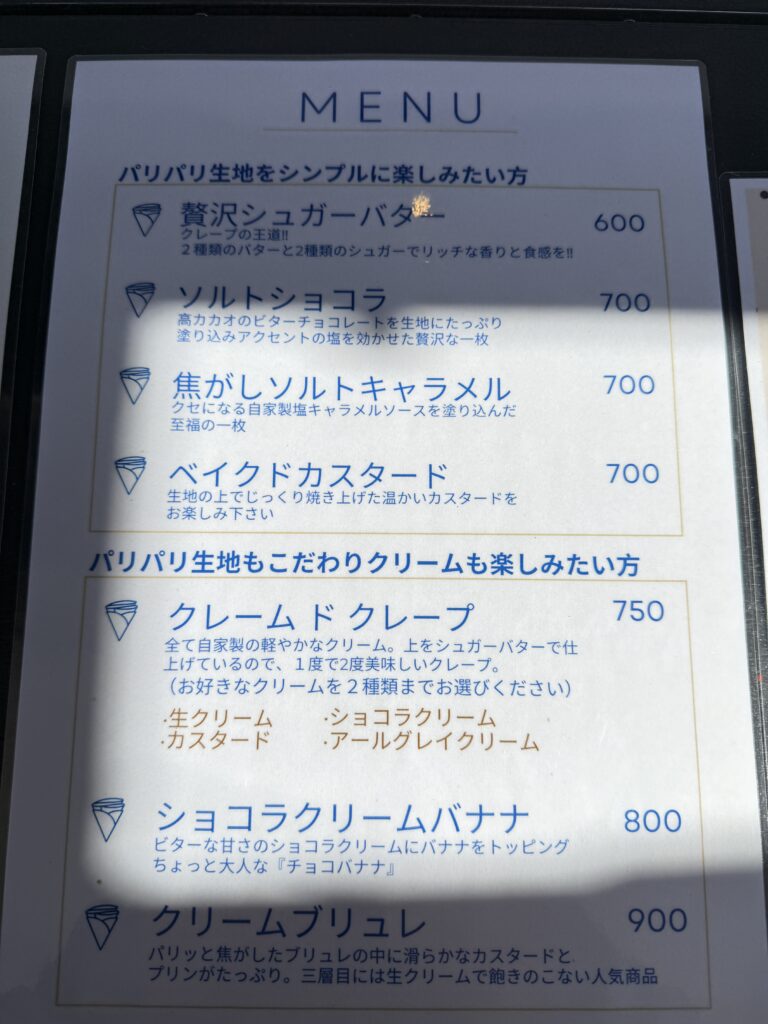 MENU
パリパリ生地をシンプルに楽しみたい方
贅沢シュガーバター 600
クレープの王道!!
２種類のバターと2種類のシュガーでリッチな香りと食感を!!
ソルトショコラ 700
高カカオのビターチョコレートを生地にたっぷり
塗り込みアクセントの塩を効かせた贅沢な一枚
焦がしソルトキャラメル 700
クセになる自家製塩キャラメルソースを塗り込んだ
至福の一枚
ベイクドカスタード 700
生地の上でじっくり焼き上げた温かいカスタードを
お楽しみ下さい
パリパリ生地もこだわりクリームも楽しみたい方
クレーム ド クレープ 750
全て自家製の軽やかなクリーム。上をシュガーバターで仕
上げているので、１度で2度美味しいクレープ。
（お好きなクリームを２種類までお選びください）
·生クリーム ·ショコラクリーム
·カスタード ·アールグレイクリーム
ショコラクリームバナナ 800
ビターな甘さのショコラクリームにバナナをトッピング
ちょっと大人な『チョコバナナ』
クリームブリュレ 900
パリッと焦がしたブリュレの中に滑らかなカスタードと
プリンがたっぷり。三層目には生クリームで飽きのこない人気商品